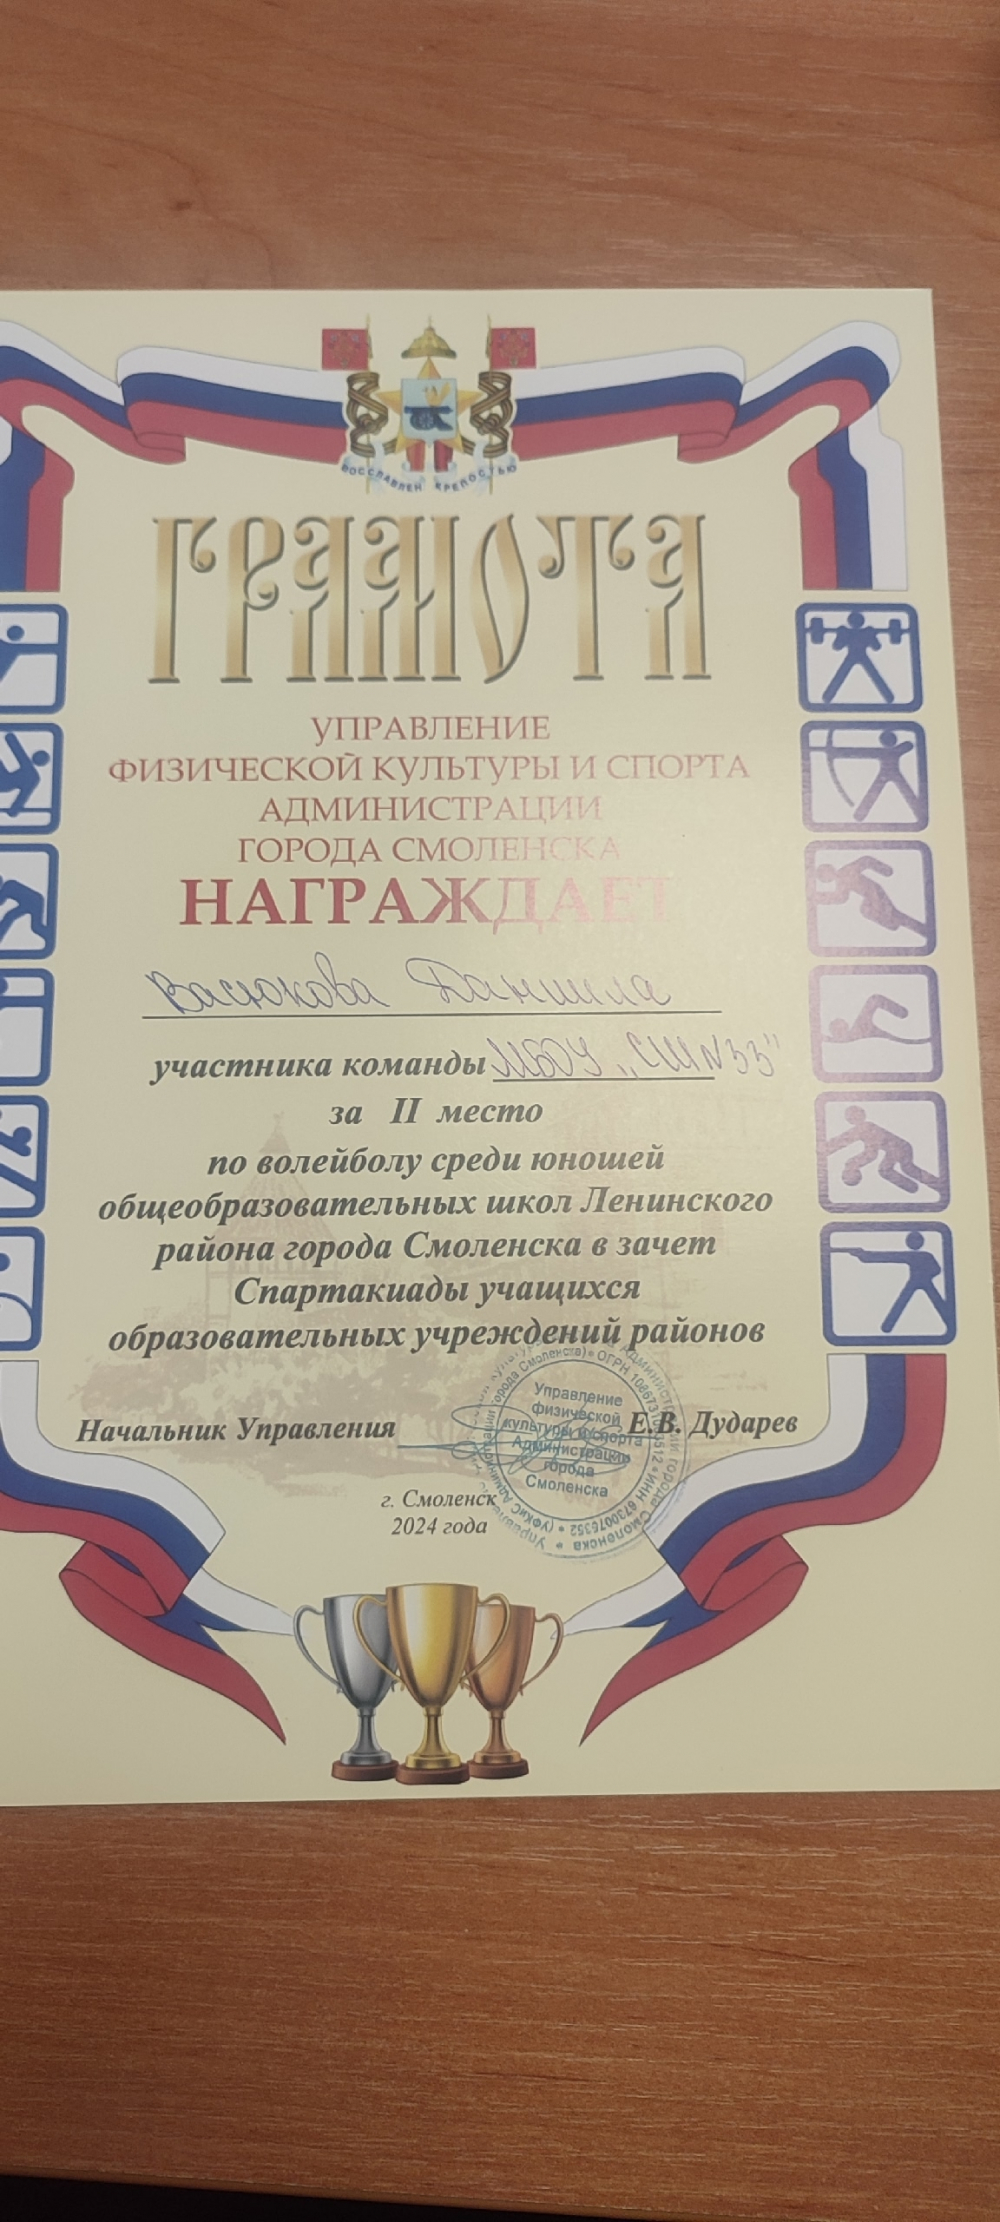 ВОССЛАВЛЕН КРЕПОСТЬЮ
ГРАМОТА
УПРАВЛЕНИЕ
ФИЗИЧЕСКОЙ КУЛЬТУРЫ И СПОРТА
АДМИНИСТРАЦИИ
ГОРОДА СМОЛЕНСКА
НАГРАЖДАЕТ
Васюкова Даниила
участника команды МБОУ „СШ №33"
за II место
по волейболу среди юношей
общеобразовательных школ Ленинского
района города Смоленска в зачет
Спартакиады учащихся
образовательных учреждений районов
Начальник Управления Е.В. Дударев
Управление
физической
культуры и спорта
Администрации
города
Смоленска
г. Смоленск
2024 года